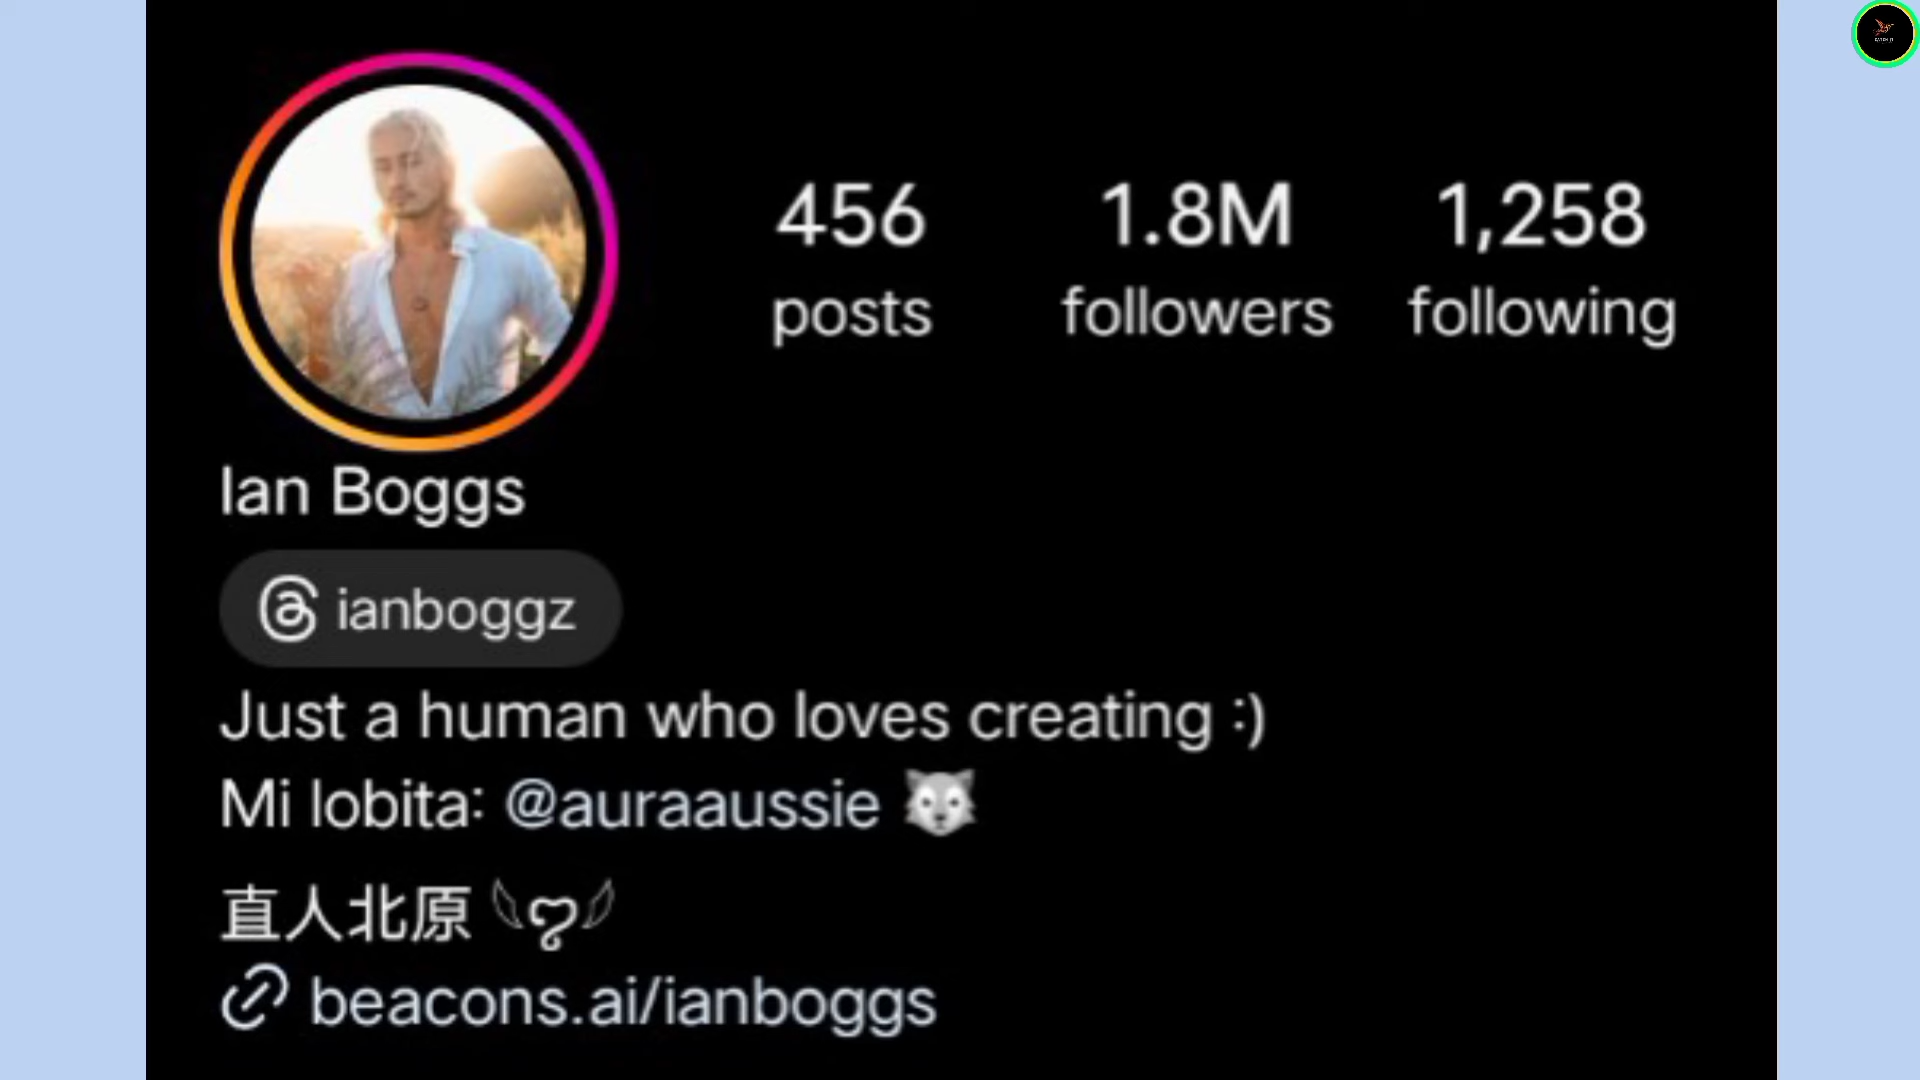 456 1.8M 1,258
posts followers following
Ian Boggs
ianboggz
Just a human who loves creating :)
Mi lobita: @auraaussie 🐺
直人北原
beacons.ai/ianboggs